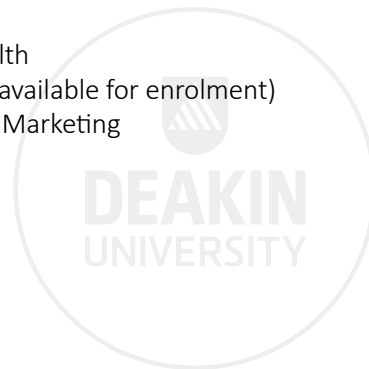 lth
available for enrolment)
Marketing
DEAKIN
UNIVERSITY